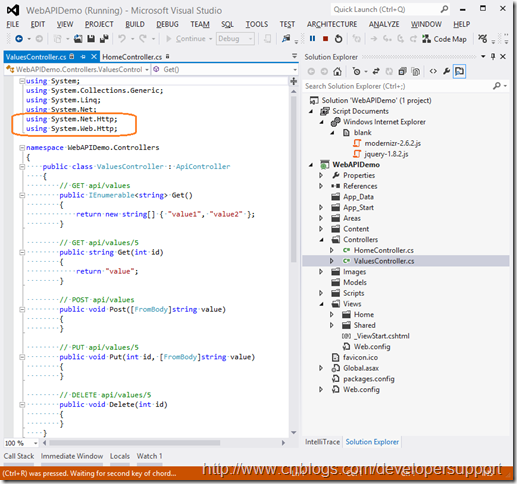 WebAPIDemo (Running) - Microsoft Visual Studio
Quick Launch (Ctrl+Q)
FILE EDIT VIEW PROJECT BUILD DEBUG TEAM SQL TOOLS TEST ARCHITECTURE ANALYZE WINDOW HELP
Continue Debug Code Map
ValuesController.cs HomeController.cs
WebAPIDemo.Controllers.ValuesControl Get()
using System;
using System.Collections.Generic;
using System.Linq;
using System.Net;
using System.Net.Http;
using System.Web.Http;
namespace WebAPIDemo.Controllers
{
public class ValuesController : ApiController
{
// GET api/values
public IEnumerable<string> Get()
{
return new string[] { "value1", "value2" };
}
// GET api/values/5
public string Get(int id)
{
return "value";
}
// POST api/values
public void Post([FromBody]string value)
{
}
// PUT api/values/5
public void Put(int id, [FromBody]string value)
{
}
// DELETE api/values/5
public void Delete(int id)
{
}
}
100 %
Call Stack Immediate Window Locals Watch 1
(Ctrl+R) was pressed. Waiting for second key of chord...
Solution Explorer
Search Solution Explorer (Ctrl+;)
Solution 'WebAPIDemo' (1 project)
Script Documents
Windows Internet Explorer
blank
modernizr-2.6.2.js
jquery-1.8.2.js
WebAPIDemo
Properties
References
App_Data
App_Start
Areas
Content
Controllers
HomeController.cs
ValuesController.cs
Images
Models
Scripts
Views
Home
Shared
_ViewStart.cshtml
Web.config
favicon.ico
Global.asax
packages.config
Web.config
IntelliTrace Solution Explorer
http://www.cnblogs.com/developersupport